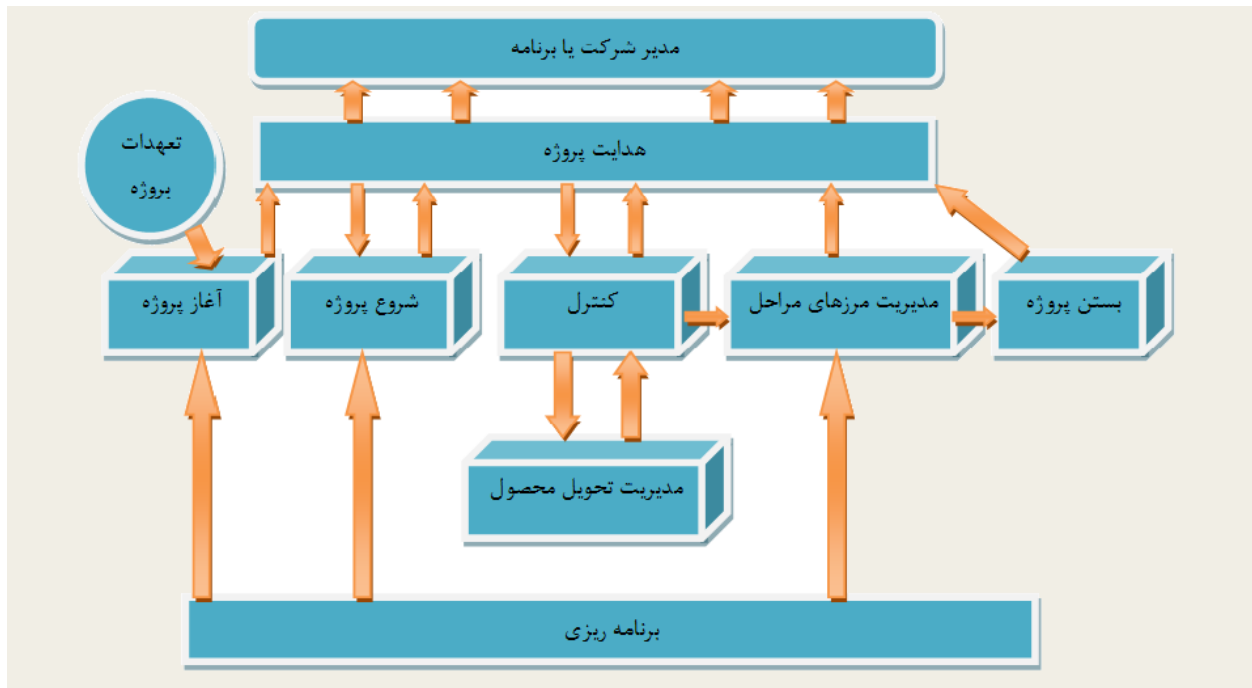 مدیر شرکت یا برنامه
هدایت پروژه
تعهدات
بروژه
آغاز پروژه
شروع پروژه
کنترل
مدیریت مرزهای مراحل
بستن پروژه
مدیریت تحویل محصول
برنامه ریزی